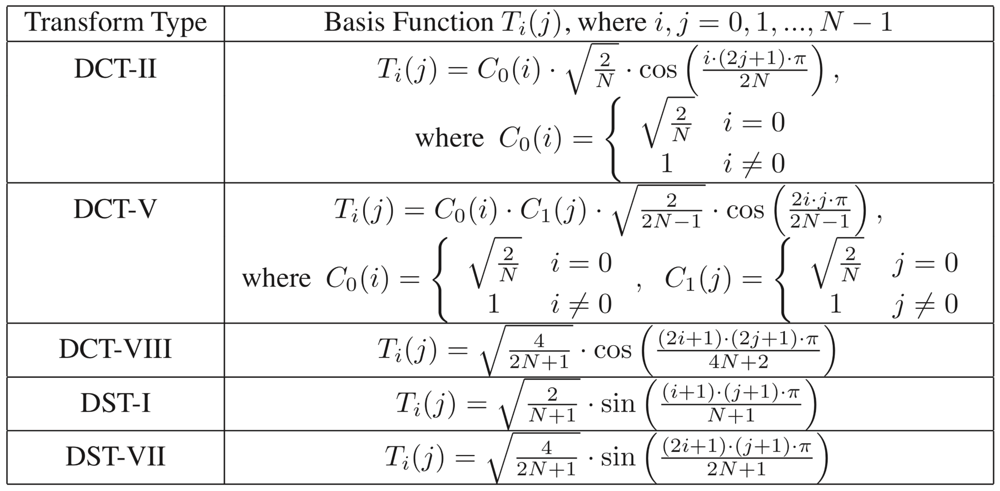 Transform Type | Basis Function $T_i(j)$, where $i, j = 0, 1, ..., N-1$
DCT-II | $T_i(j) = C_0(i) \cdot \sqrt{\frac{2}{N}} \cdot \cos\left(\frac{i \cdot (2j+1) \cdot \pi}{2N}\right),$
where $C_0(i) = \begin{cases} \sqrt{\frac{2}{N}} & i = 0 \\ 1 & i \neq 0 \end{cases}$
DCT-V | $T_i(j) = C_0(i) \cdot C_1(j) \cdot \sqrt{\frac{2}{2N-1}} \cdot \cos\left(\frac{2i \cdot j \cdot \pi}{2N-1}\right),$
where $C_0(i) = \begin{cases} \sqrt{\frac{2}{N}} & i = 0 \\ 1 & i \neq 0 \end{cases}$, $C_1(j) = \begin{cases} \sqrt{\frac{2}{N}} & j = 0 \\ 1 & j \neq 0 \end{cases}$
DCT-VIII | $T_i(j) = \sqrt{\frac{4}{2N+1}} \cdot \cos\left(\frac{(2i+1) \cdot (2j+1) \cdot \pi}{4N+2}\right)$
DST-I | $T_i(j) = \sqrt{\frac{2}{N+1}} \cdot \sin\left(\frac{(i+1) \cdot (j+1) \cdot \pi}{N+1}\right)$
DST-VII | $T_i(j) = \sqrt{\frac{4}{2N+1}} \cdot \sin\left(\frac{(2i+1) \cdot (j+1) \cdot \pi}{2N+1}\right)$